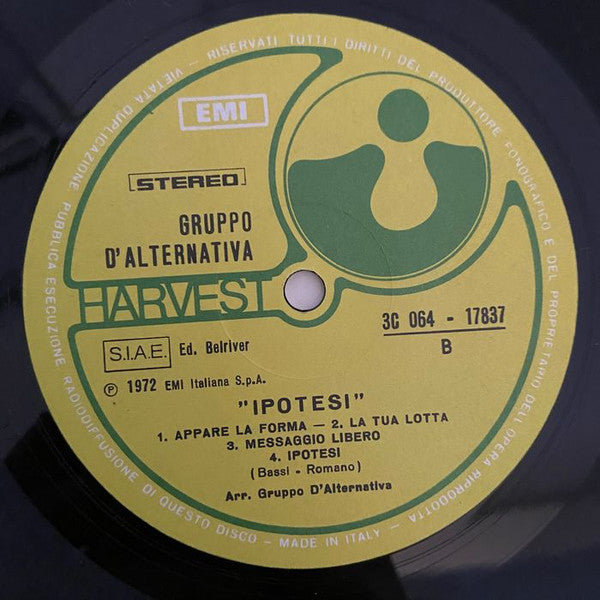 VIETATA DUPLICAZIONE PUBBLICA ESECUZIONE RADIODIFFUSIONE DI QUESTO DISCO - MADE IN ITALY - RISERVATI TUTTI I DIRITTI DEL PRODUTTORE FONOGRAFICO E DEL PROPRIETARIO DELL'OPERA RIPRODOTTA
EMI
STEREO
GRUPPO
D'ALTERNATIVA
HARVEST
3C 064 - 17837
B
S.I.A.E. Ed. Belriver
Ⓟ 1972 EMI Italiana S.p.A.
"IPOTESI"
1. APPARE LA FORMA — 2. LA TUA LOTTA
3. MESSAGGIO LIBERO
4. IPOTESI
(Bassi - Romano)
Arr. Gruppo D'Alternativa